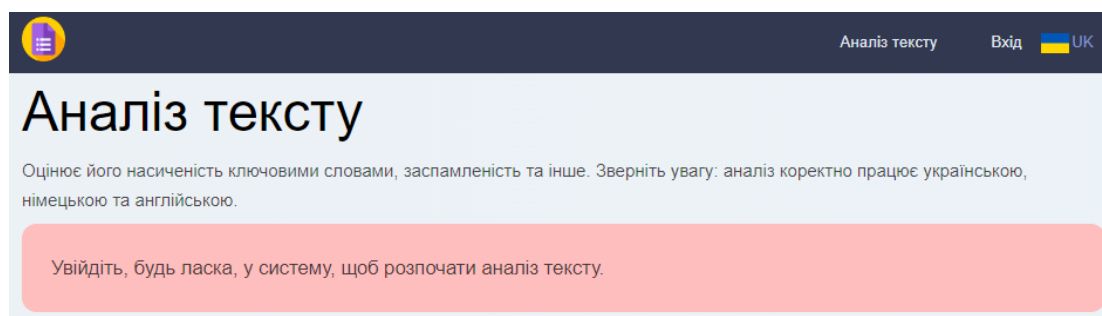 Аналіз тексту Вхід UK
Аналіз тексту
Оцінює його насиченість ключовими словами, заспамленість та інше. Зверніть увагу: аналіз коректно працює українською,
німецькою та англійською.
Увійдіть, будь ласка, у систему, щоб розпочати аналіз тексту.